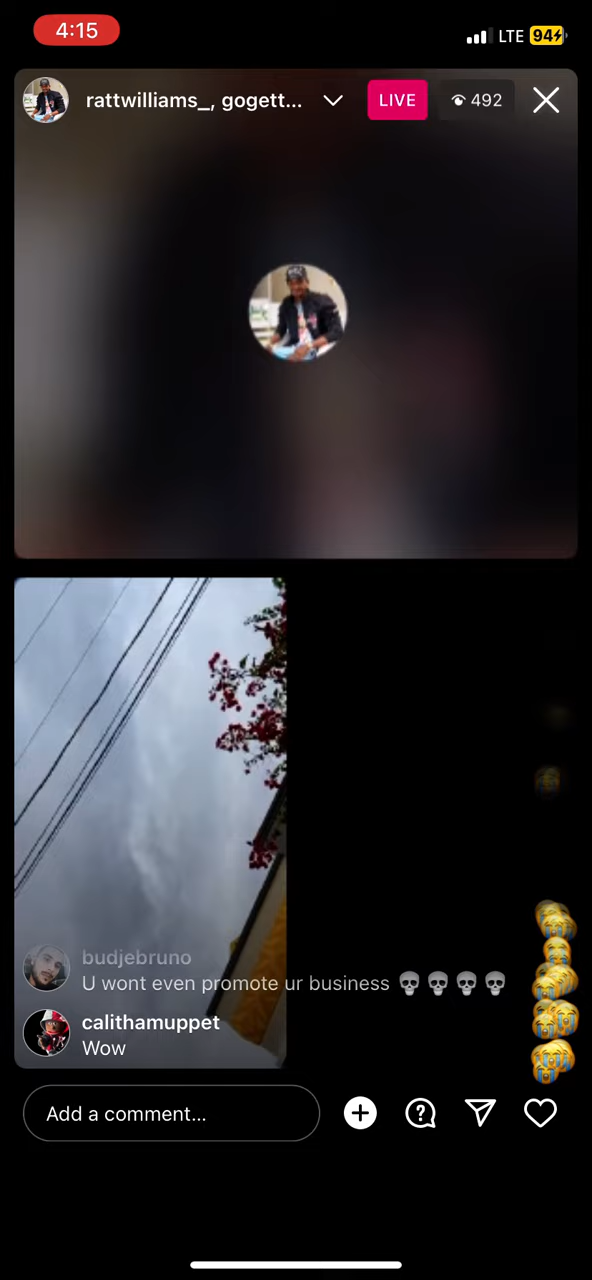 4:15
LTE 94
rattwilliams_, gogett...
LIVE
492
budjebruno
U wont even promote ur business 💀💀💀💀
calithamuppet
Wow
Add a comment...